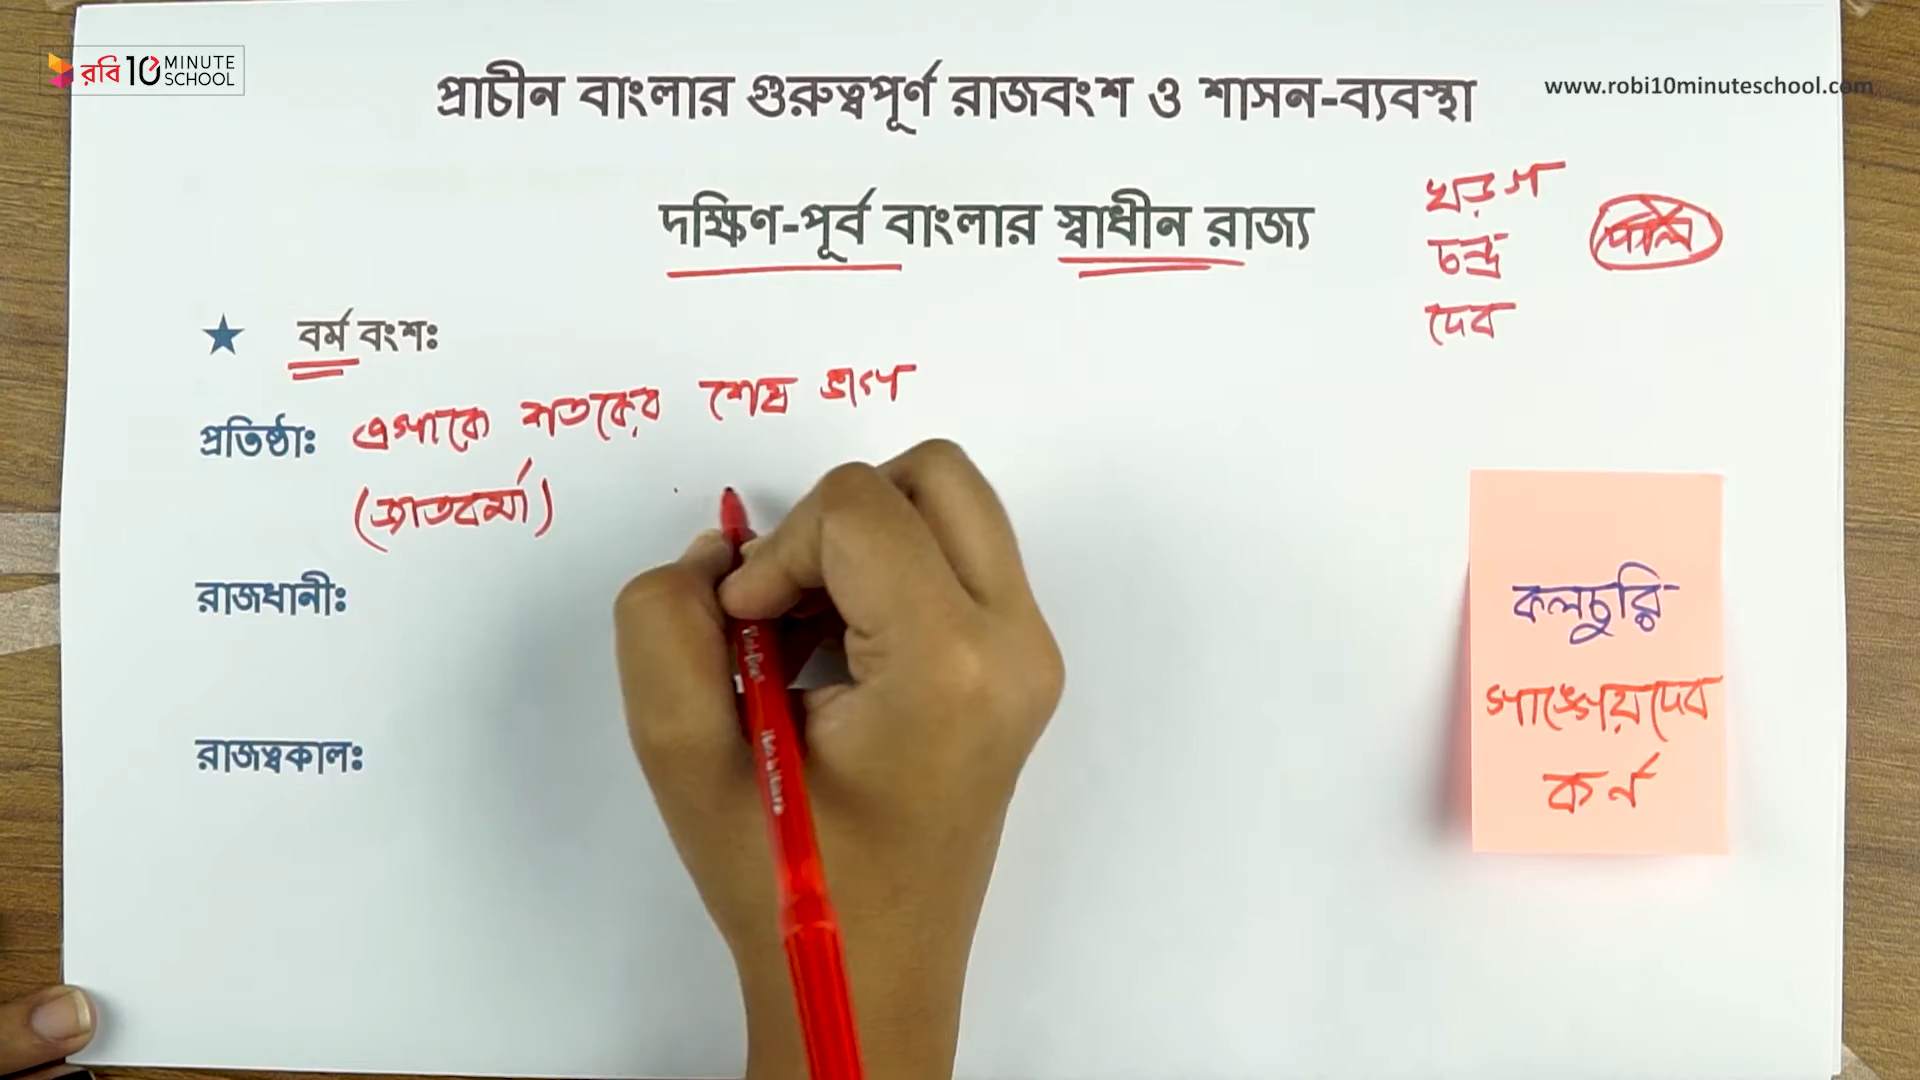 রবি 10 MINUTE SCHOOL
www.robi10minuteschool.com
প্রাচীন বাংলার গুরুত্বপূর্ণ রাজবংশ ও শাসন-ব্যবস্থা
দক্ষিণ-পূর্ব বাংলার স্বাধীন রাজ্য
খড়গ
চন্দ্র
দেব
পাল
★ বর্ম বংশঃ
প্রতিষ্ঠাঃ এগারো শতকের শেষ ভাগ
(জাতবর্মা)
রাজধানীঃ
রাজত্বকালঃ
কলচুরি
গাঙ্গেয়দেব
কর্ন